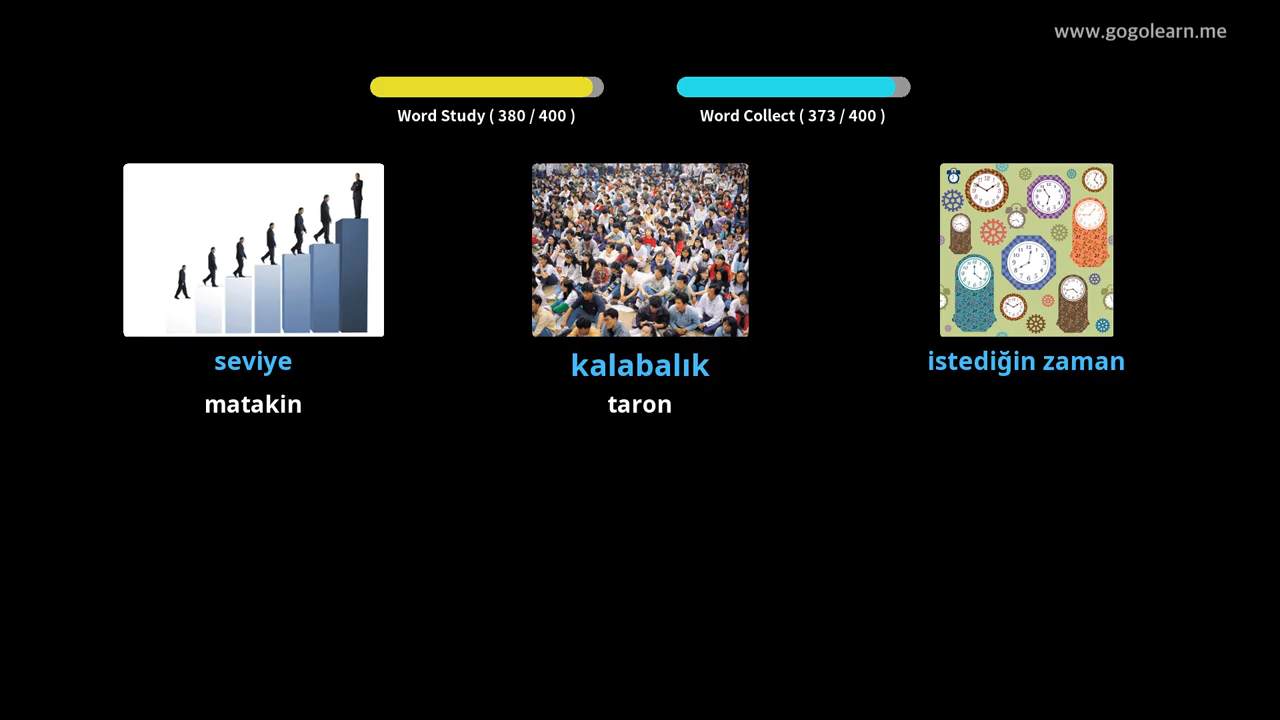 www.gogolearn.me
Word Study ( 380 / 400 )
Word Collect ( 373 / 400 )
seviye
kalabalık
istediğin zaman
matakin
taron